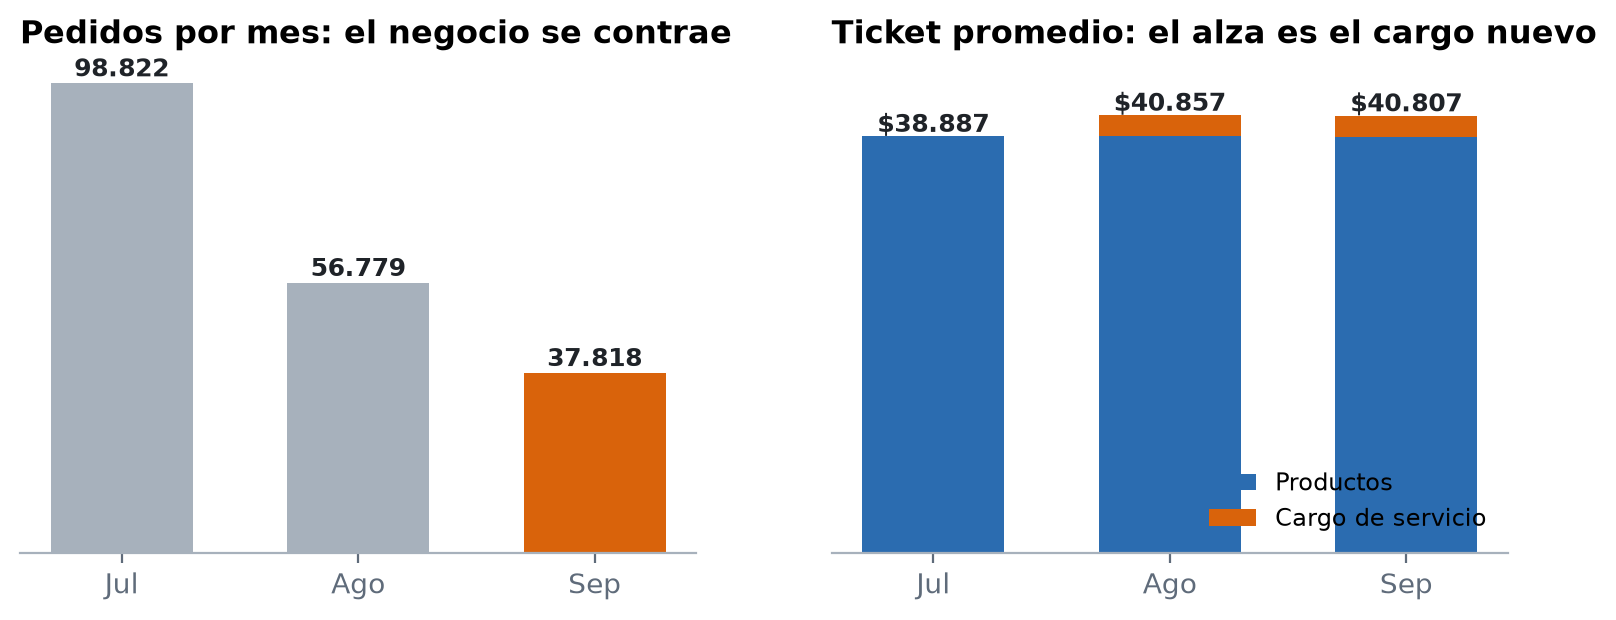 Pedidos por mes: el negocio se contrae
98.822
56.779
37.818
Jul
Ago
Sep
Ticket promedio: el alza es el cargo nuevo
$38.887
$40.857
$40.807
Productos
Cargo de servicio
Jul
Ago
Sep